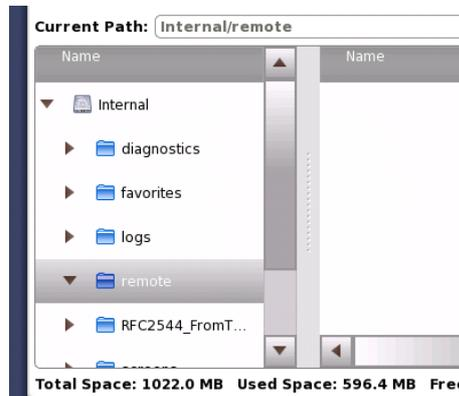 Current Path: Internal/remote
Name Name
Internal
diagnostics
favorites
logs
remote
RFC2544_FromT...
Total Space: 1022.0 MB Used Space: 596.4 MB